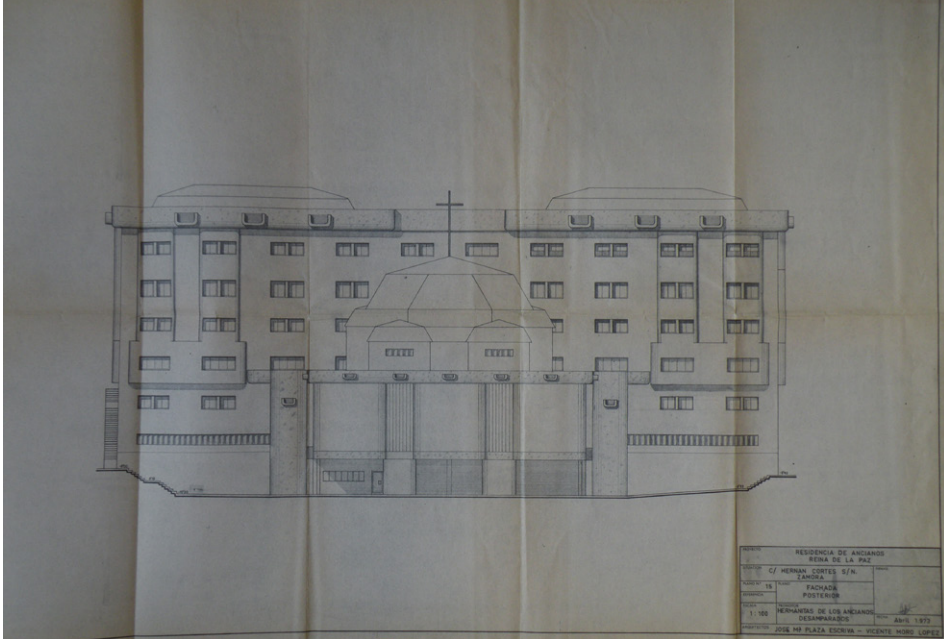 RESIDENCIA DE ANCIANOS
REINA DE LA PAZ
C/ HERNAN CORTES S/N.
ZAMORA
15
FACHADA
POSTERIOR
1:100
HERMANITAS DE LOS ANCIANOS
DESAMPARADOS
ABRIL 1.973
JOSE Mª PLAZA ESCRIVA - VICENTE MORO LOPEZ